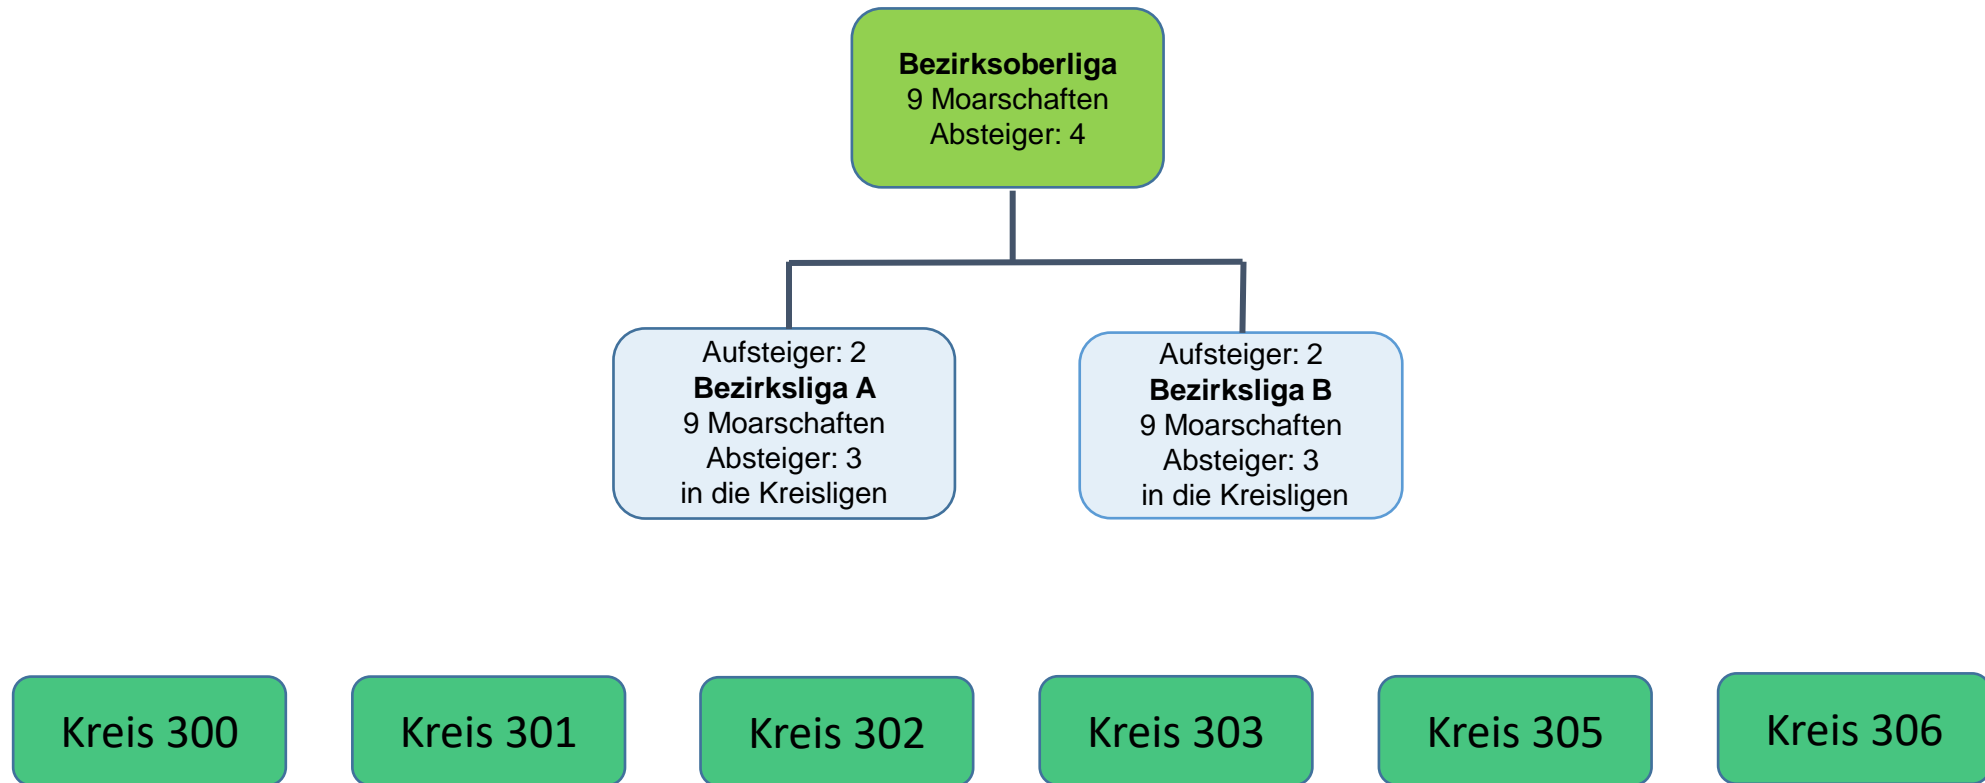 Bezirksoberliga
9 Moarschaften
Absteiger: 4
Aufsteiger: 2
Bezirksliga A
9 Moarschaften
Absteiger: 3
in die Kreisligen
Aufsteiger: 2
Bezirksliga B
9 Moarschaften
Absteiger: 3
in die Kreisligen
Kreis 300
Kreis 301
Kreis 302
Kreis 303
Kreis 305
Kreis 306